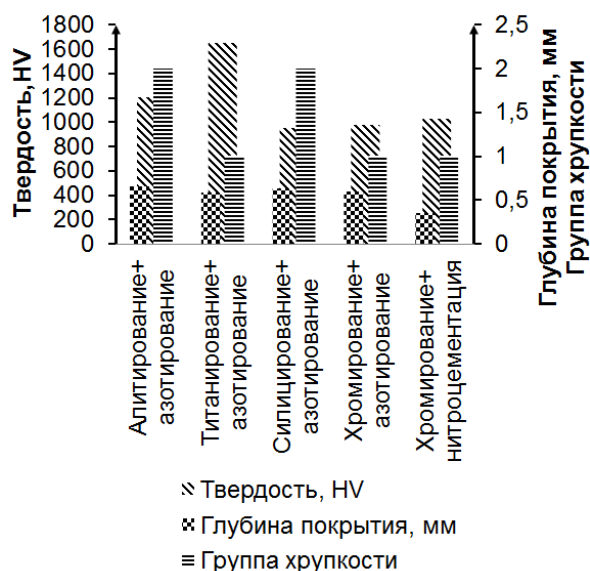 Твердость,HV
1800
1600
1400
1200
1000
800
600
400
200
0
2,5
2
1,5
1
0,5
0
Глубина покрытия, мм
Группа хрупкости
Алитирование+
азотирование
Титанирование+
азотирование
Силицирование+
азотирование
Хромирование+
азотирование
Хромирование+
нитроцементация
Твердость, HV
Глубина покрытия, мм
Группа хрупкости